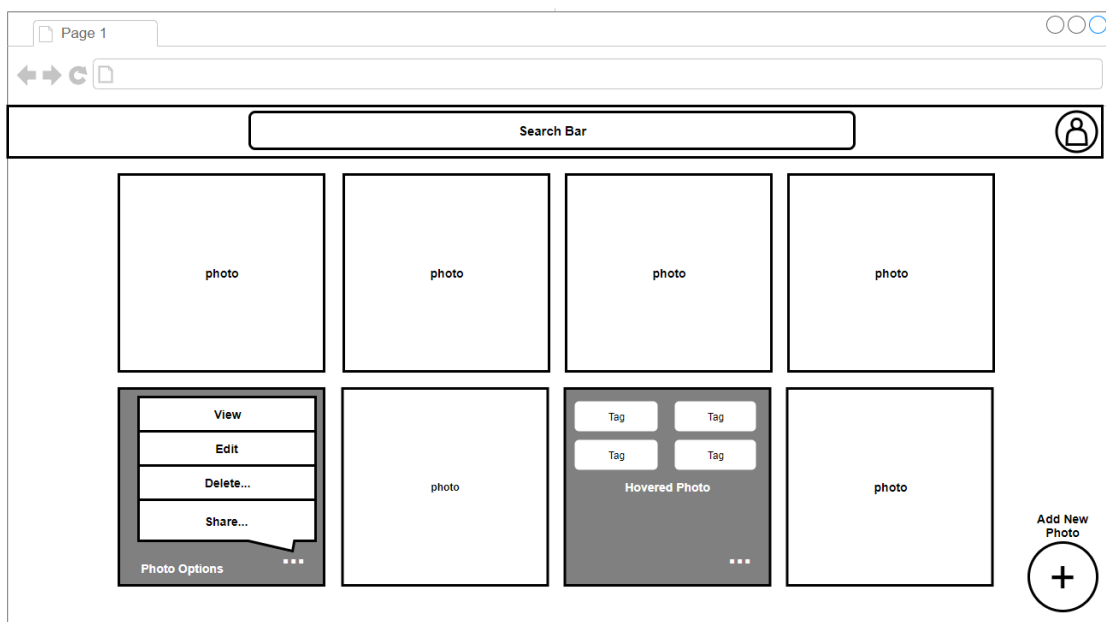 Page 1
Search Bar
photo
photo
photo
photo
View
Edit
Delete...
Share...
Photo Options
photo
Tag
Tag
Tag
Tag
Hovered Photo
photo
Add New
Photo